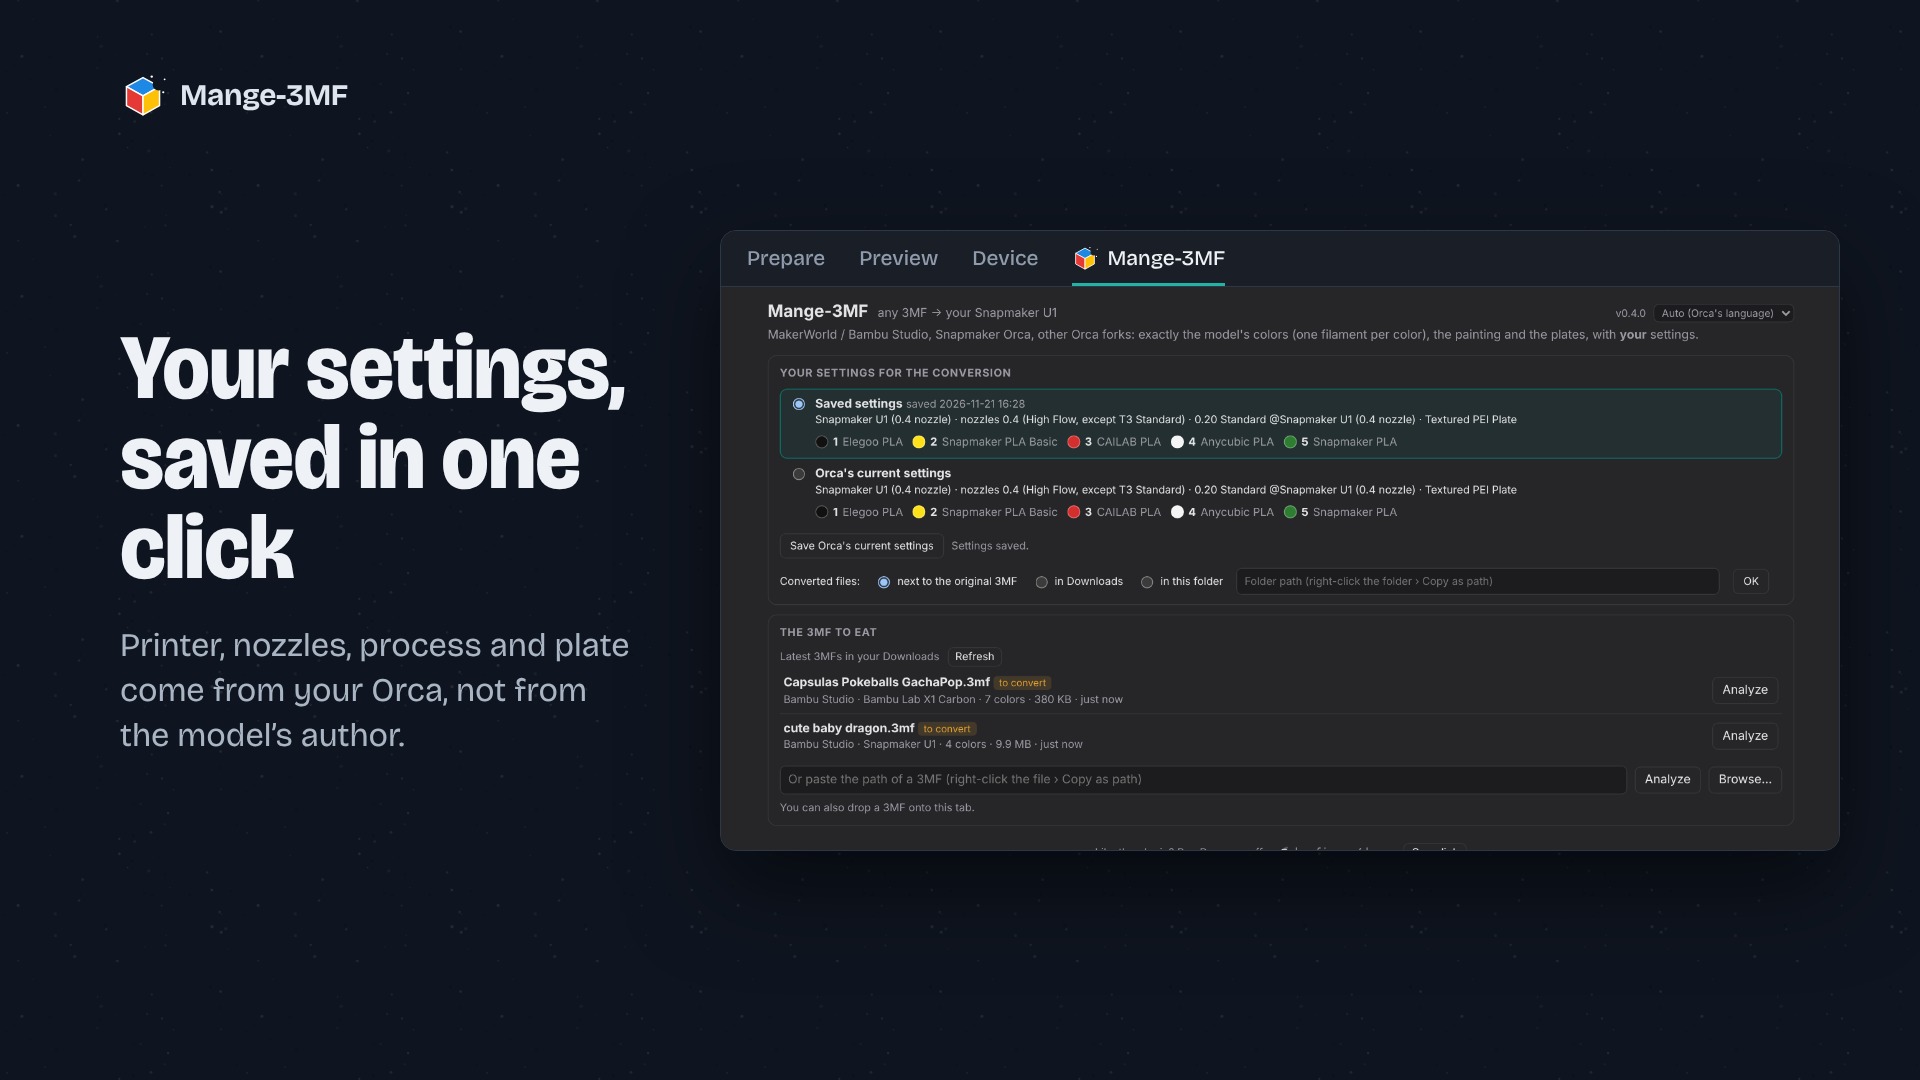 Mange-3MF
Your settings,
saved in one
click
Printer, nozzles, process and plate
come from your Orca, not from
the model’s author.
Prepare Preview Device Mange-3MF
Mange-3MF any 3MF → your Snapmaker U1 v0.4.0 Auto (Orca's language)
MakerWorld / Bambu Studio, Snapmaker Orca, other Orca forks: exactly the model's colors (one filament per color), the painting and the plates, with your settings.
YOUR SETTINGS FOR THE CONVERSION
Saved settings saved 2026-11-21 16:28
Snapmaker U1 (0.4 nozzle) · nozzles 0.4 (High Flow, except T3 Standard) · 0.20 Standard @Snapmaker U1 (0.4 nozzle) · Textured PEI Plate
1 Elegoo PLA 2 Snapmaker PLA Basic 3 CAILAB PLA 4 Anycubic PLA 5 Snapmaker PLA
Orca's current settings
Snapmaker U1 (0.4 nozzle) · nozzles 0.4 (High Flow, except T3 Standard) · 0.20 Standard @Snapmaker U1 (0.4 nozzle) · Textured PEI Plate
1 Elegoo PLA 2 Snapmaker PLA Basic 3 CAILAB PLA 4 Anycubic PLA 5 Snapmaker PLA
Save Orca's current settings Settings saved.
Converted files: next to the original 3MF in Downloads in this folder Folder path (right-click the folder › Copy as path) OK
THE 3MF TO EAT
Latest 3MFs in your Downloads Refresh
Capsulas Pokeballs GachaPop.3mf to convert Analyze
Bambu Studio · Bambu Lab X1 Carbon · 7 colors · 380 KB · just now
cute baby dragon.3mf to convert Analyze
Bambu Studio · Snapmaker U1 · 4 colors · 9.9 MB · just now
Or paste the path of a 3MF (right-click the file › Copy as path) Analyze Browse...
You can also drop a 3MF onto this tab.